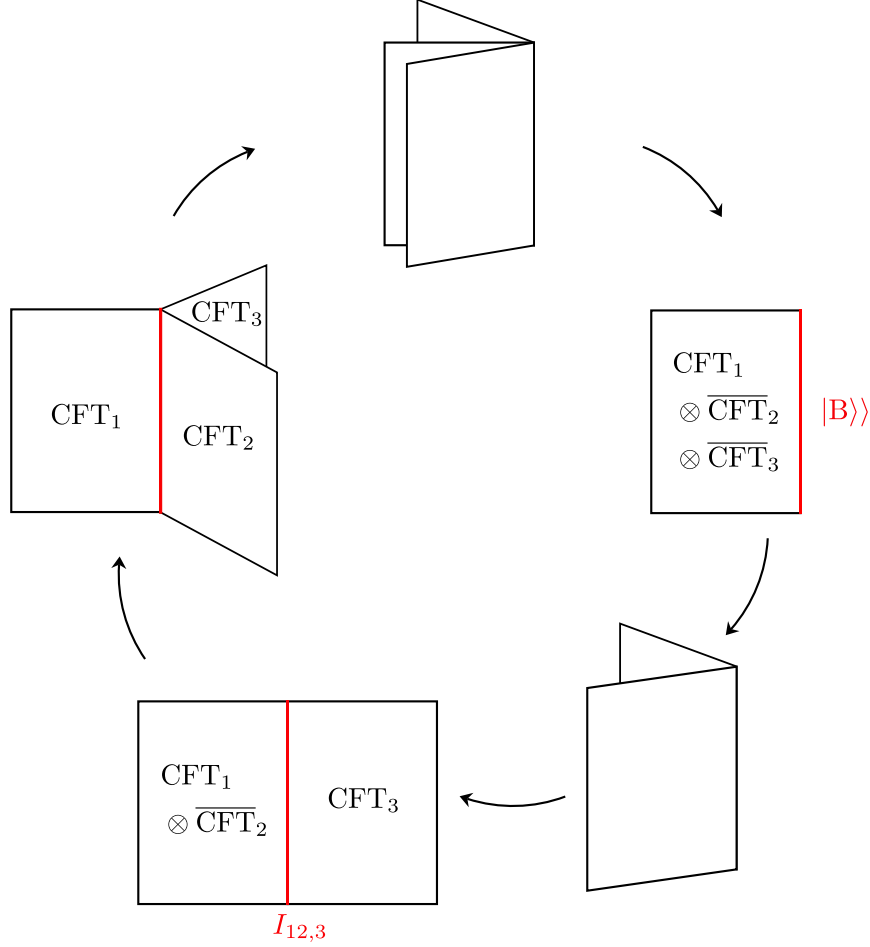 CFT₃
CFT₁
CFT₂
CFT₁
⊗ C̅F̅T̅₂
⊗ C̅F̅T̅₃
|B⟩⟩
CFT₁
⊗ C̅F̅T̅₂
CFT₃
I₁₂,₃